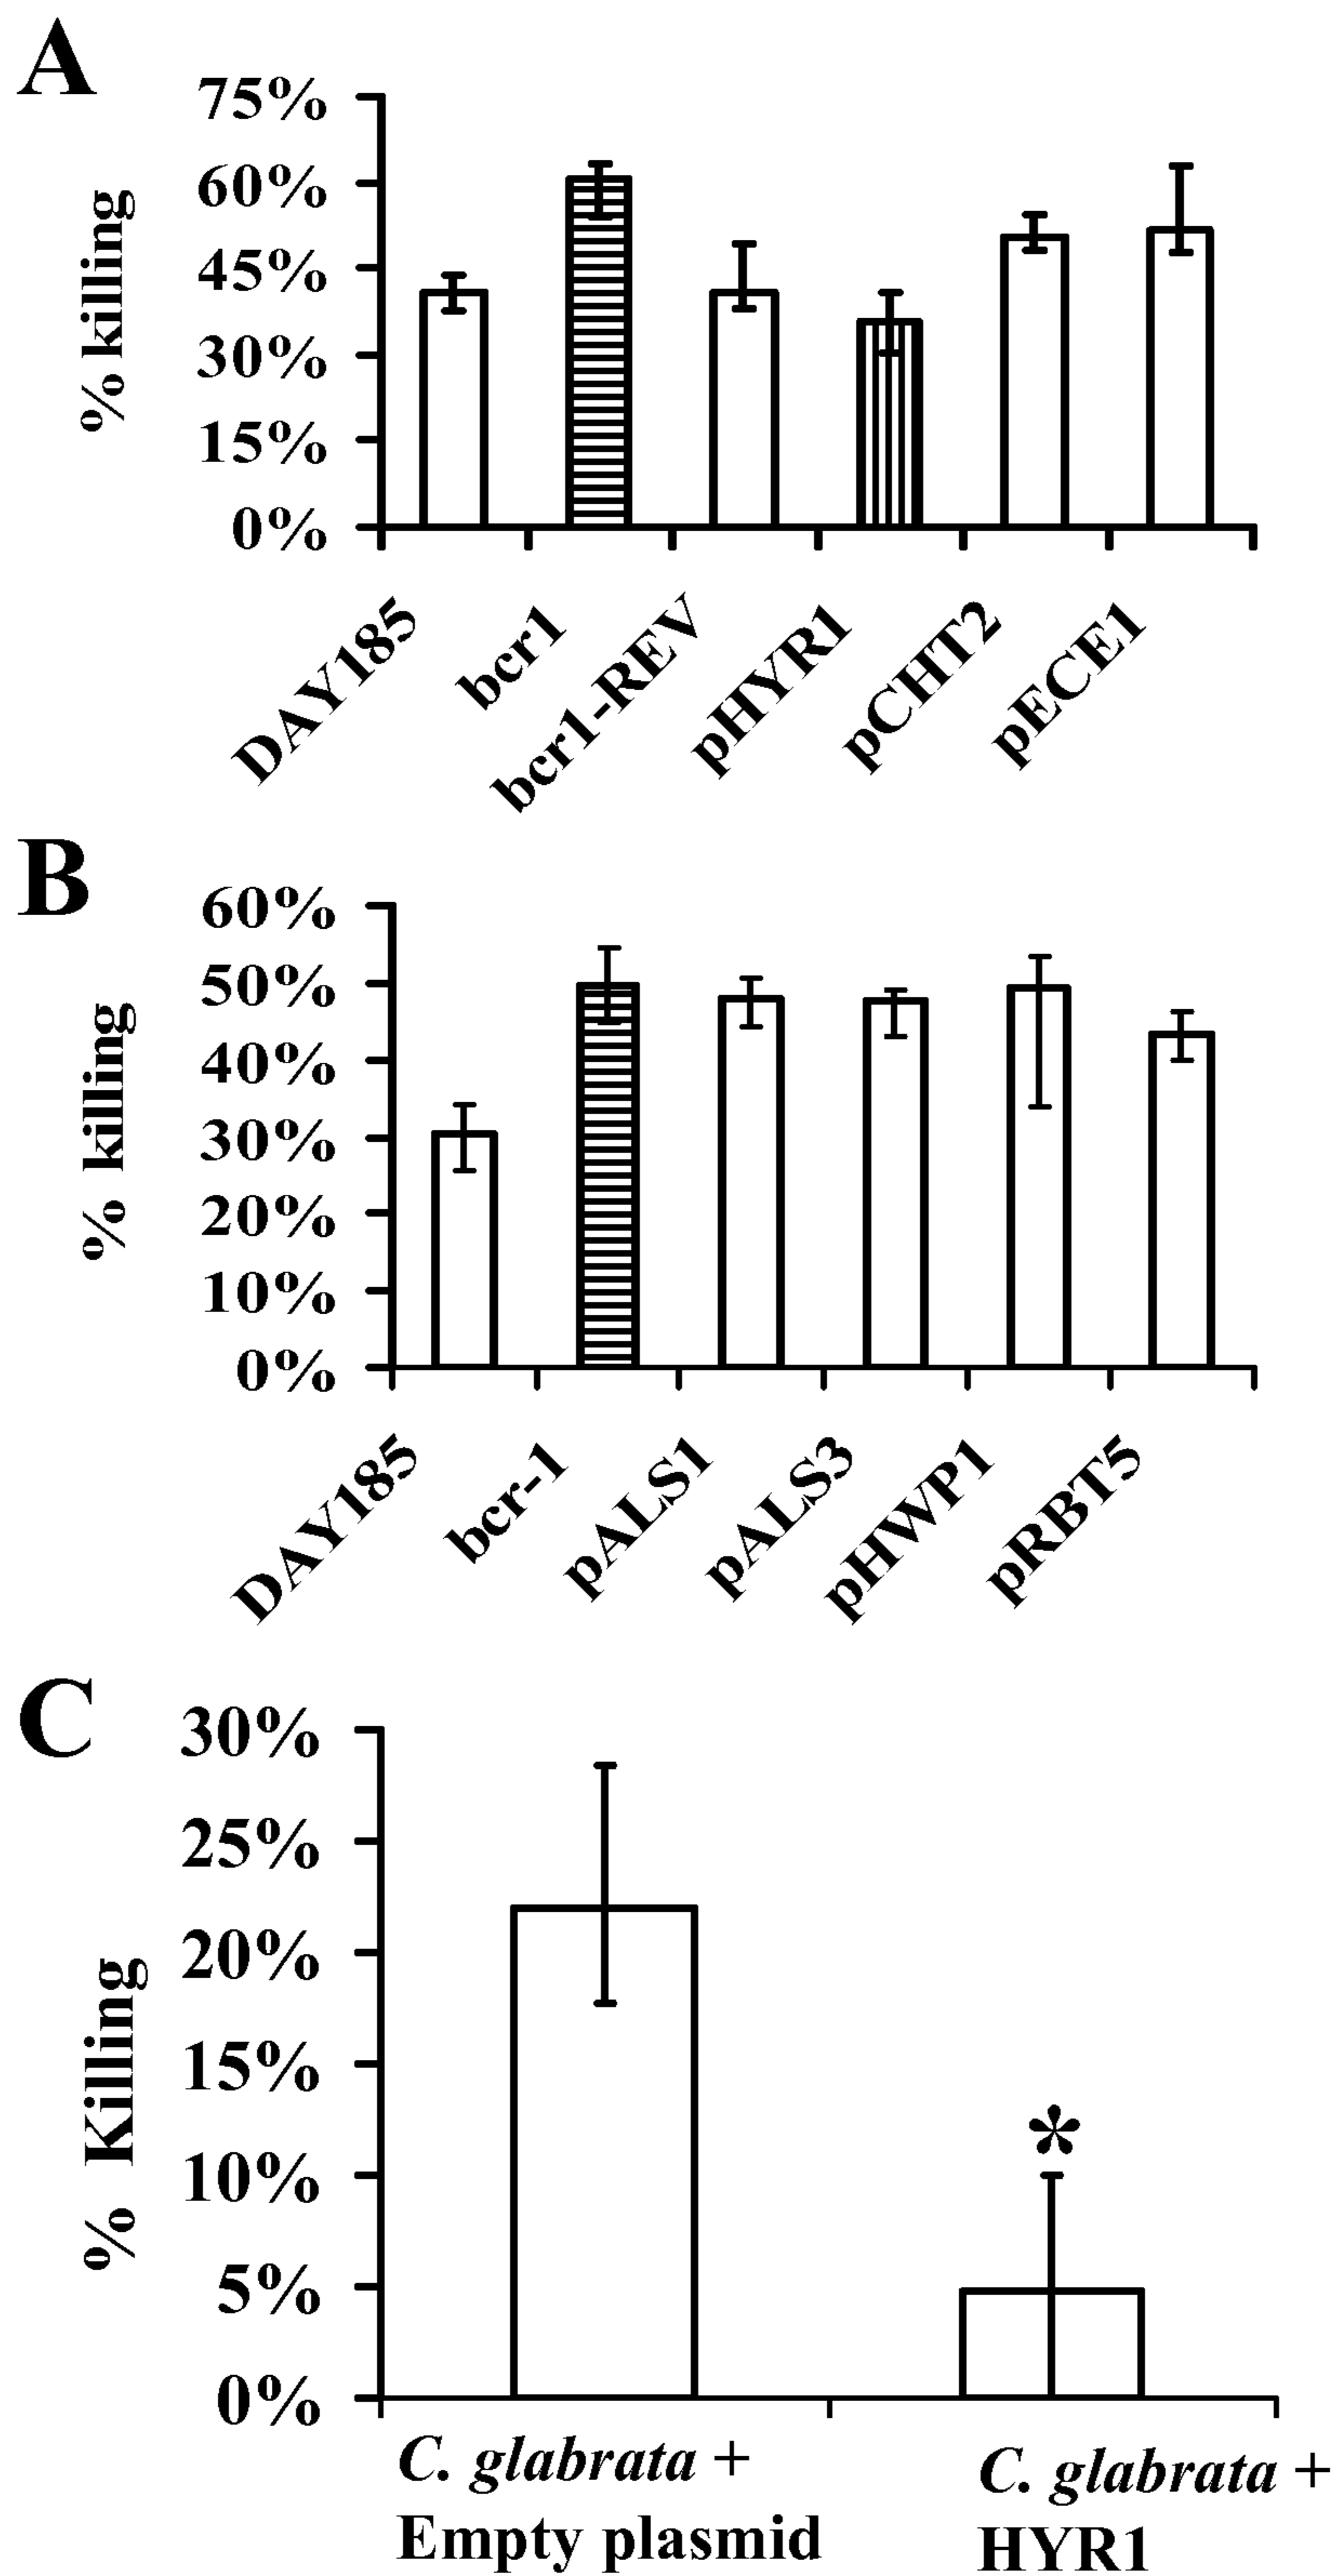 A
75%
60%
45%
30%
15%
0%
% killing
DAY185
bcr1
bcr1-REV
pHYR1
pCHT2
pECE1
B
60%
50%
40%
30%
20%
10%
0%
% killing
DAY185
bcr-1
pALS1
pALS3
pHWP1
pRBT5
C
30%
25%
20%
15%
10%
5%
0%
% Killing
*
C. glabrata +
Empty plasmid
C. glabrata +
HYR1